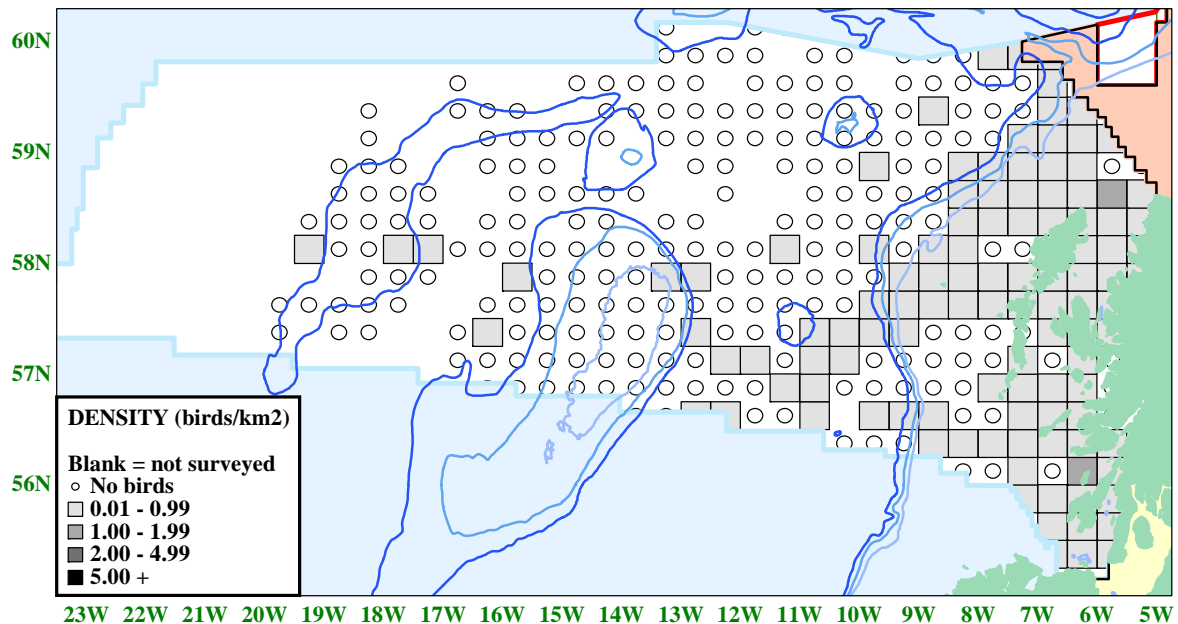 60N
59N
58N
57N
56N
DENSITY (birds/km2)
Blank = not surveyed
No birds
0.01 - 0.99
1.00 - 1.99
2.00 - 4.99
5.00 +
23W 22W 21W 20W 19W 18W 17W 16W 15W 14W 13W 12W 11W 10W 9W 8W 7W 6W 5W